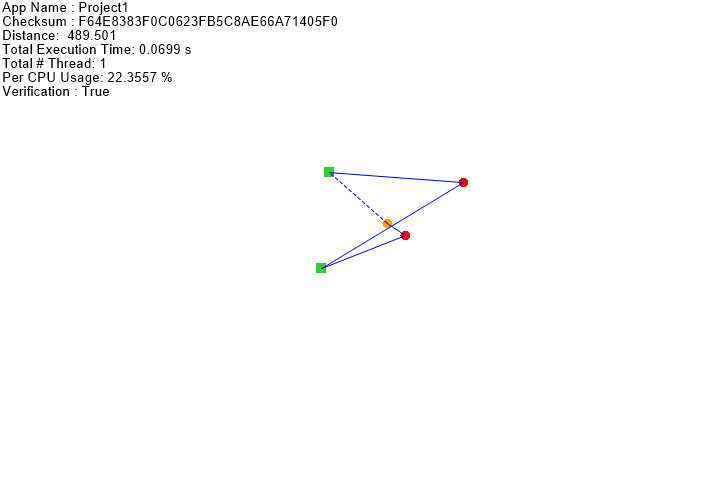 App Name : Project1
Checksum : F64E8383F0C0623FB5C8AE66A71405F0
Distance:  489.501
Total Execution Time: 0.0699 s
Total # Thread: 1
Per CPU Usage: 22.3557 %
Verification : True